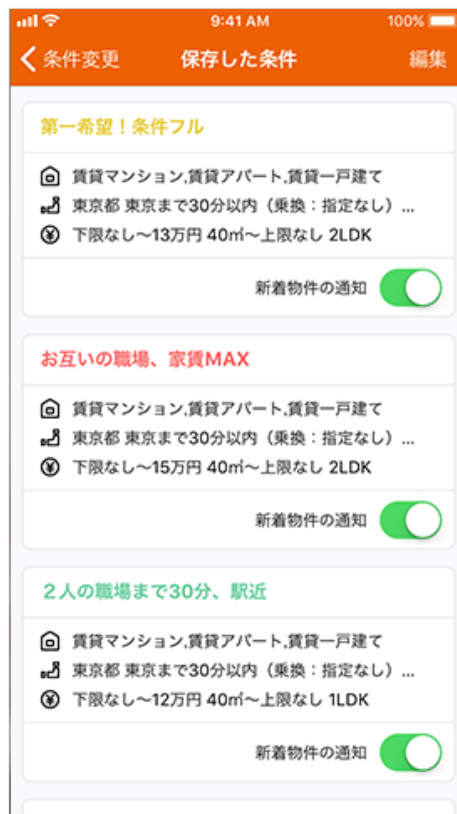 9:41 AM
100%
条件変更
保存した条件
編集
第一希望！条件フル
賃貸マンション,賃貸アパート,賃貸一戸建て
東京都 東京まで30分以内（乗換：指定なし）...
下限なし～13万円 40㎡～上限なし 2LDK
新着物件の通知
お互いの職場、家賃MAX
賃貸マンション,賃貸アパート,賃貸一戸建て
東京都 東京まで30分以内（乗換：指定なし）...
下限なし～15万円 40㎡～上限なし 2LDK
新着物件の通知
２人の職場まで30分、駅近
賃貸マンション,賃貸アパート,賃貸一戸建て
東京都 東京まで30分以内（乗換：指定なし）...
下限なし～12万円 40㎡～上限なし 1LDK
新着物件の通知